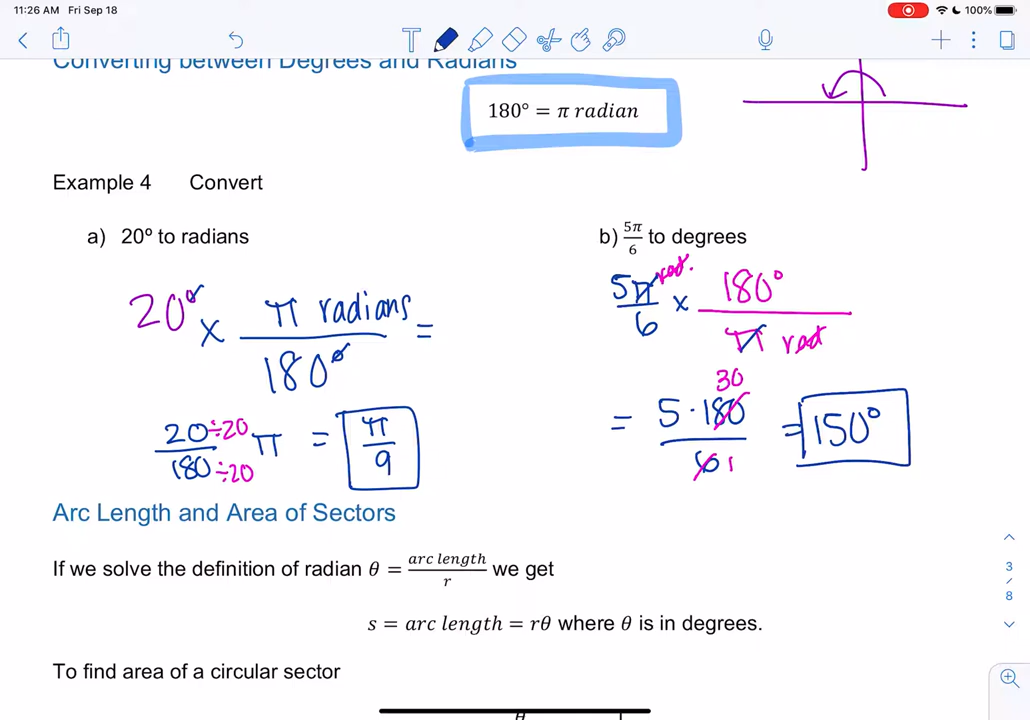 11:26 AM Fri Sep 18
100%
Converting between Degrees and Radians
180° = π radian
Example 4 Convert
a) 20º to radians
b) 5π/6 to degrees
20° × π radians / 180° =
20÷20 / 180÷20 π = π/9
5π/6 rad. × 180° / π rad
30
= 5·180 / 6 1 = 150°
Arc Length and Area of Sectors
If we solve the definition of radian θ = arc length / r we get
s = arc length = rθ where θ is in degrees.
To find area of a circular sector
3
/
8